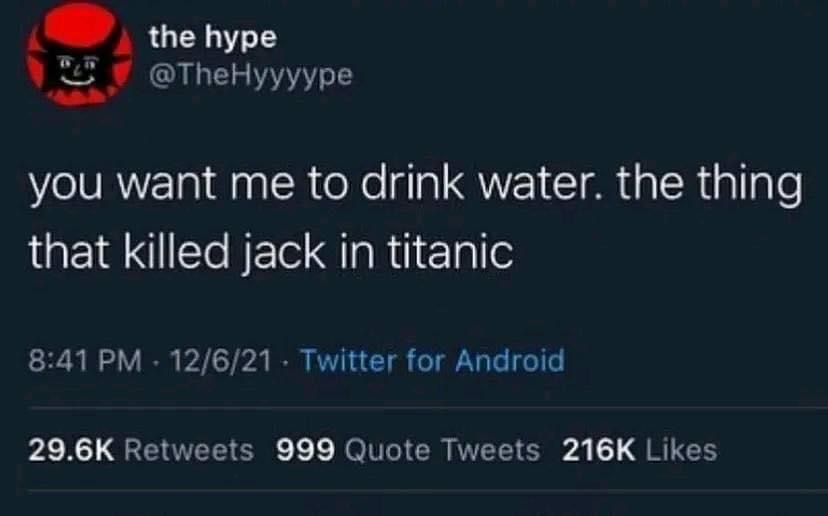 the hype
@TheHyyyype
you want me to drink water. the thing
that killed jack in titanic
8:41 PM · 12/6/21 · Twitter for Android
29.6K Retweets 999 Quote Tweets 216K Likes